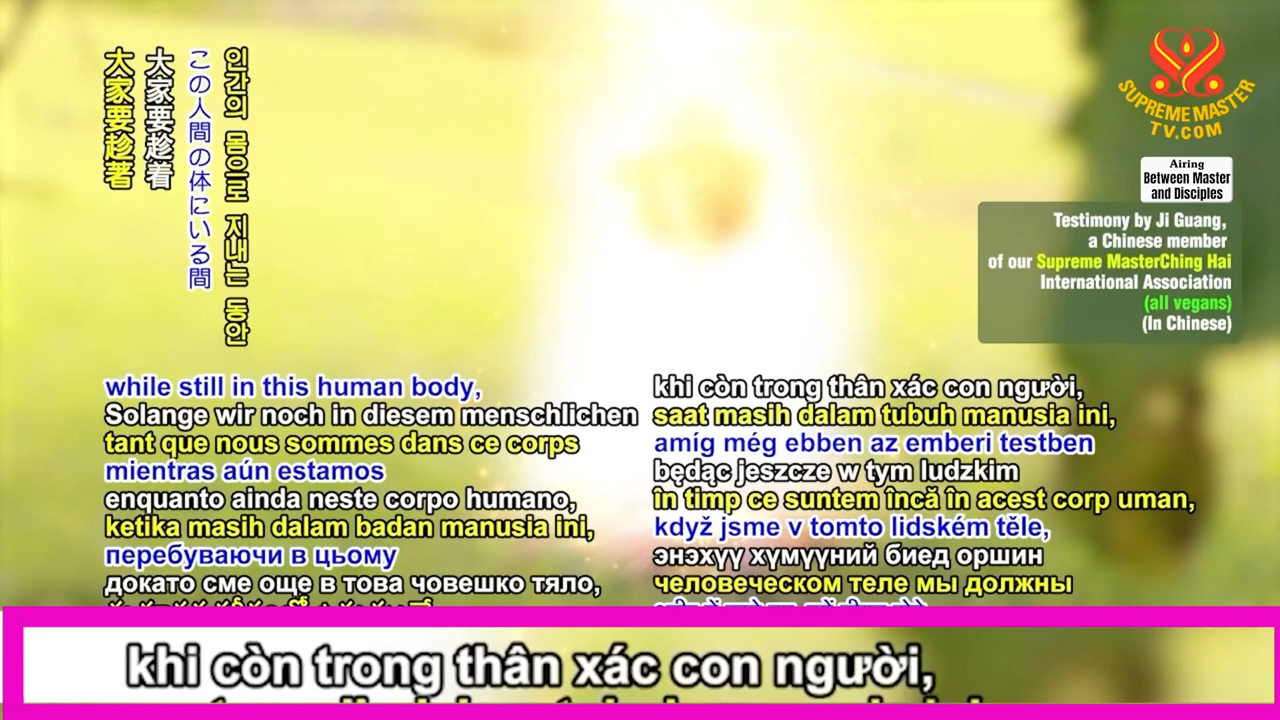 大家要趁著
大家要趁着
この人間の体にいる間
인간의 몸으로 지내는 동안
SUPREME MASTER
TV.COM
Airing
Between Master
and Disciples
Testimony by Ji Guang,
a Chinese member
of our Supreme MasterChing Hai
International Association
(all vegans)
(In Chinese)
while still in this human body,
Solange wir noch in diesem menschlichen
tant que nous sommes dans ce corps
mientras aún estamos
enquanto ainda neste corpo humano,
ketika masih dalam badan manusia ini,
перебуваючи в цьому
докато сме още в това човешко тяло,
khi còn trong thân xác con người,
saat masih dalam tubuh manusia ini,
amíg még ebben az emberi testben
będąc jeszcze w tym ludzkim
în timp ce suntem încă în acest corp uman,
když jsme v tomto lidském těle,
энэхүү хүмүүний биед оршин
человеческом теле мы должны
khi còn trong thân xác con người,